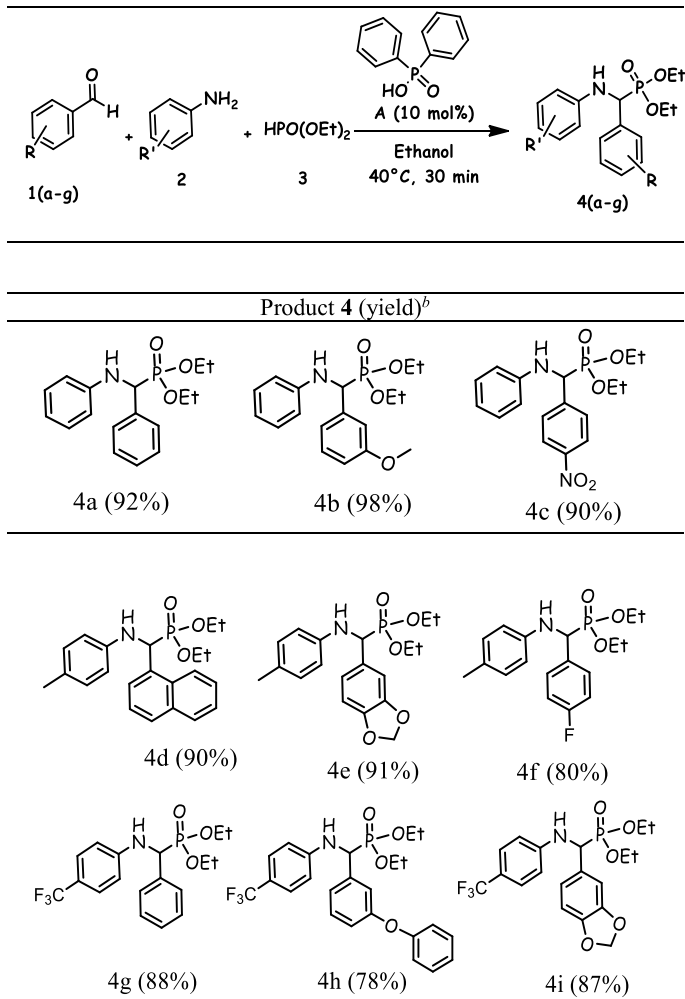 O
H
R
1(a-g)
+
NH2
R'
2
+
HPO(OEt)2
3
HO P O
A (10 mol%)
Ethanol
40°C, 30 min
H
N
O
P OEt
OEt
R'
R
4(a-g)
Product 4 (yield)b
H
N
O
P OEt
OEt
4a (92%)
H
N
O
P OEt
OEt
O
4b (98%)
H
N
O
P OEt
OEt
NO2
4c (90%)
H
N
O
P OEt
OEt
4d (90%)
H
N
O
P OEt
OEt
O
O
4e (91%)
H
N
O
P OEt
OEt
F
4f (80%)
H
N
O
P OEt
OEt
F3C
4g (88%)
H
N
O
P OEt
OEt
F3C
O
4h (78%)
H
N
O
P OEt
OEt
F3C
O
O
4i (87%)